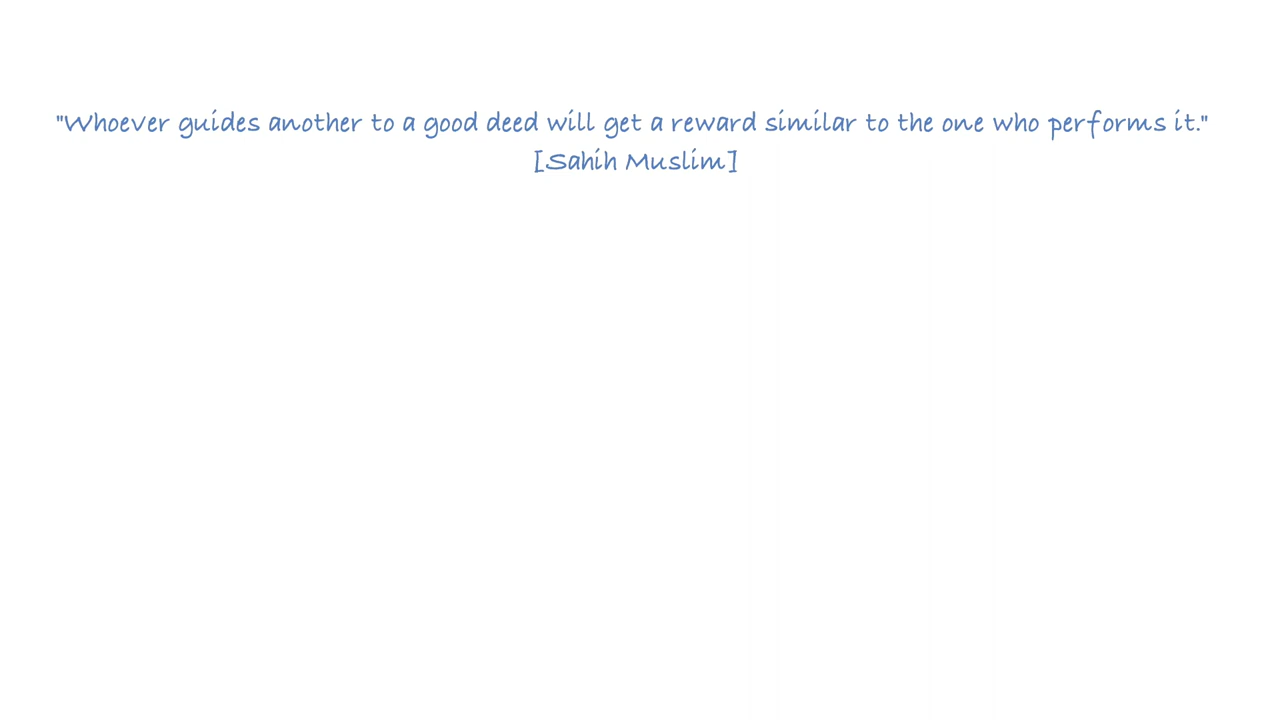 "Whoever guides another to a good deed will get a reward similar to the one who performs it."
[Sahih Muslim]